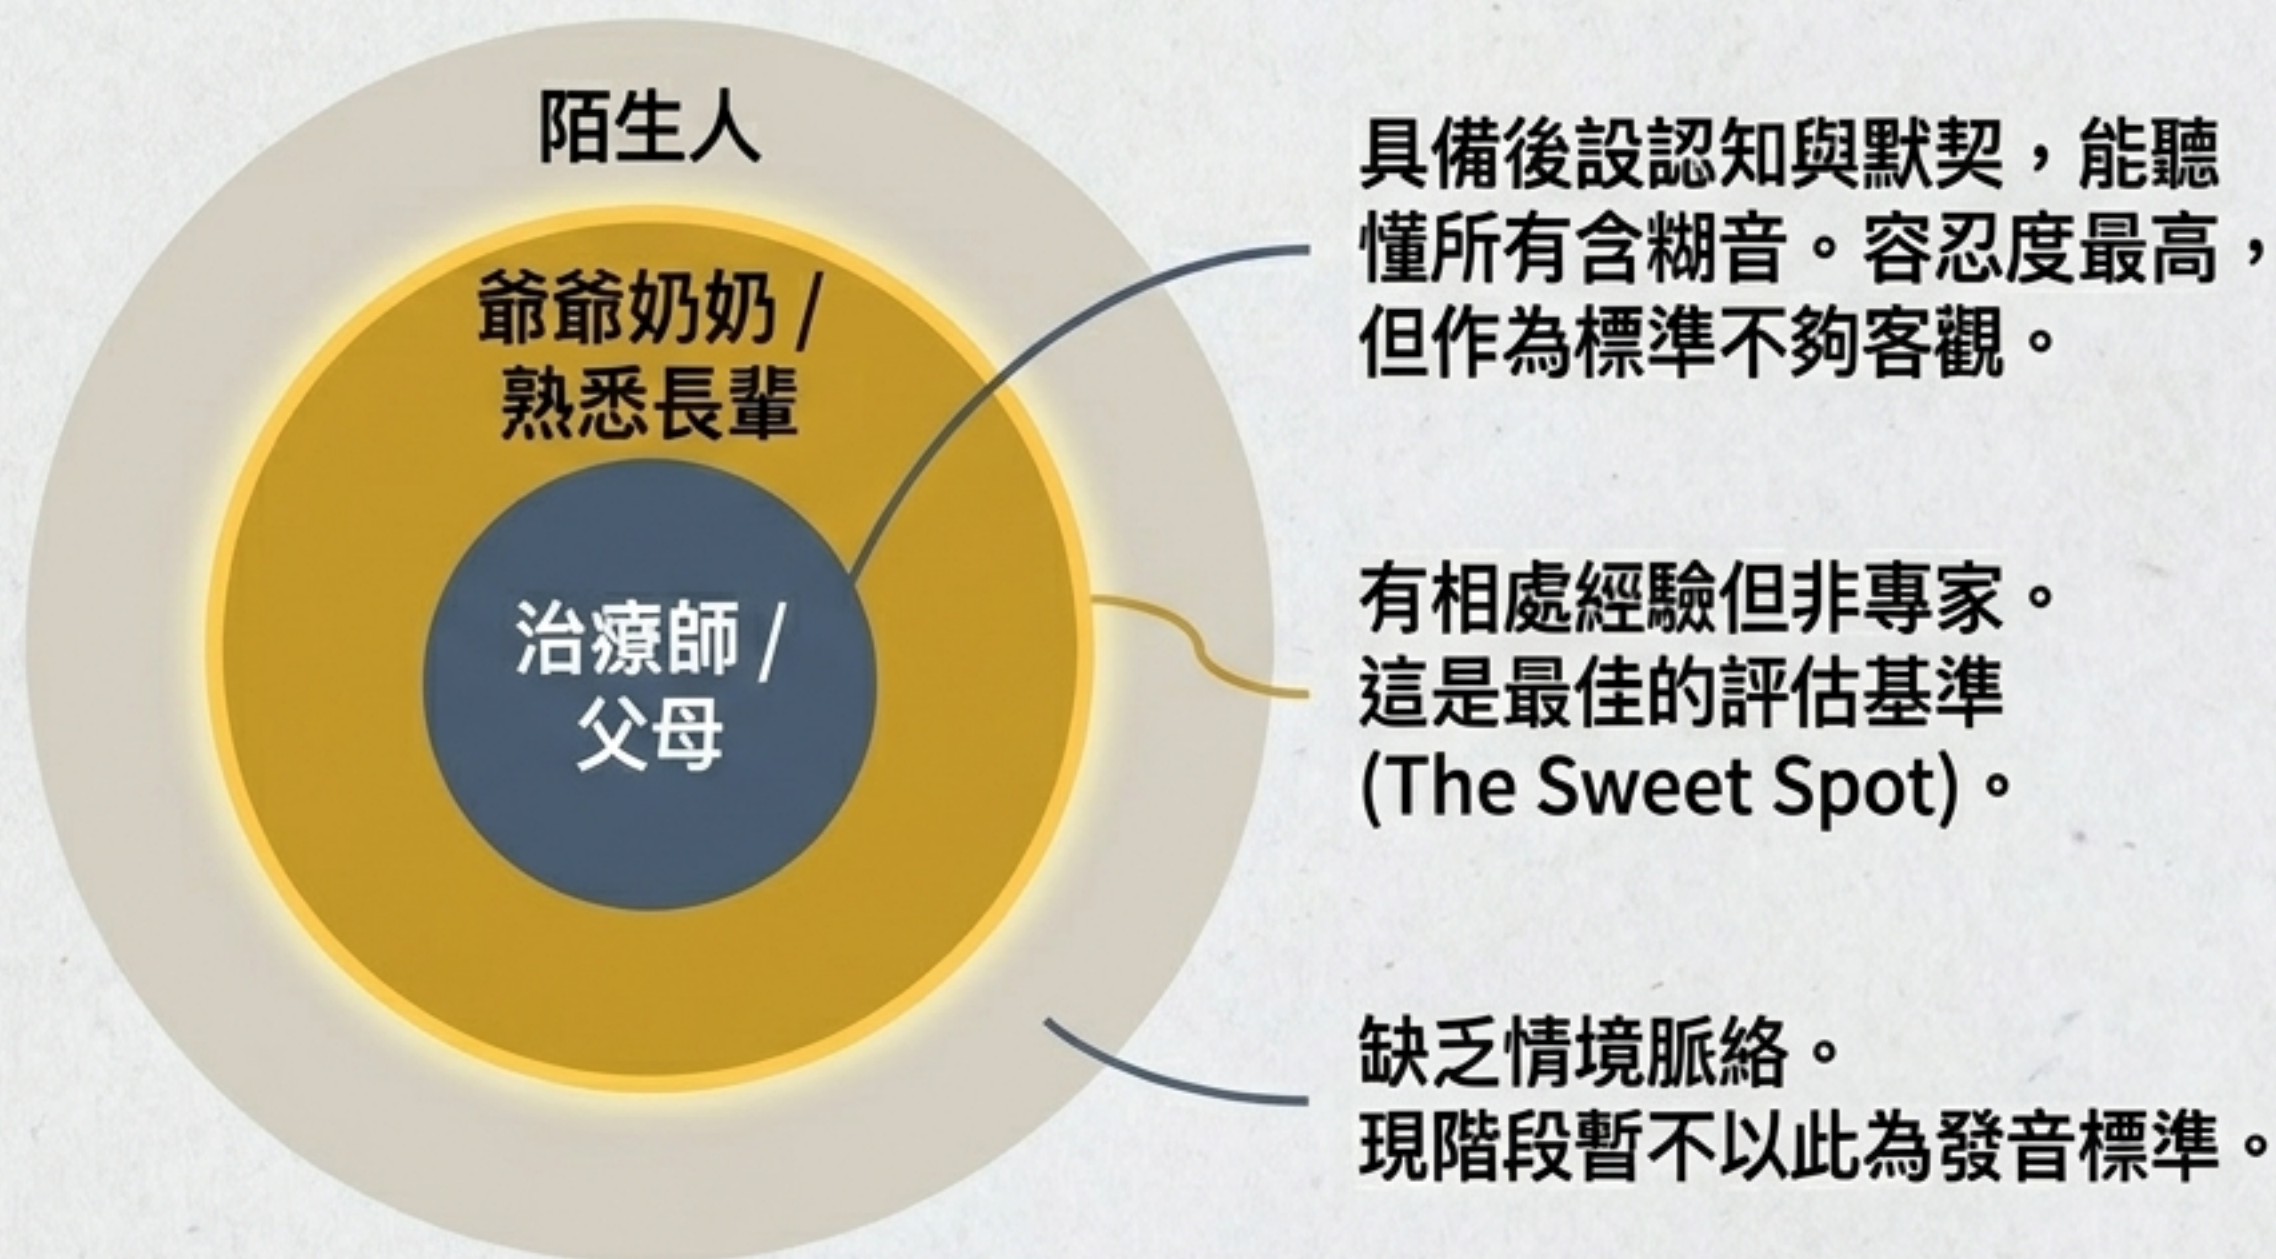 陌生人
爺爺奶奶 /
熟悉長輩
治療師 /
父母
具備後設認知與默契，能聽
懂所有含糊音。容忍度最高，
但作為標準不夠客觀。
有相處經驗但非專家。
這是最佳的評估基準
(The Sweet Spot)。
缺乏情境脈絡。
現階段暫不以此為發音標準。